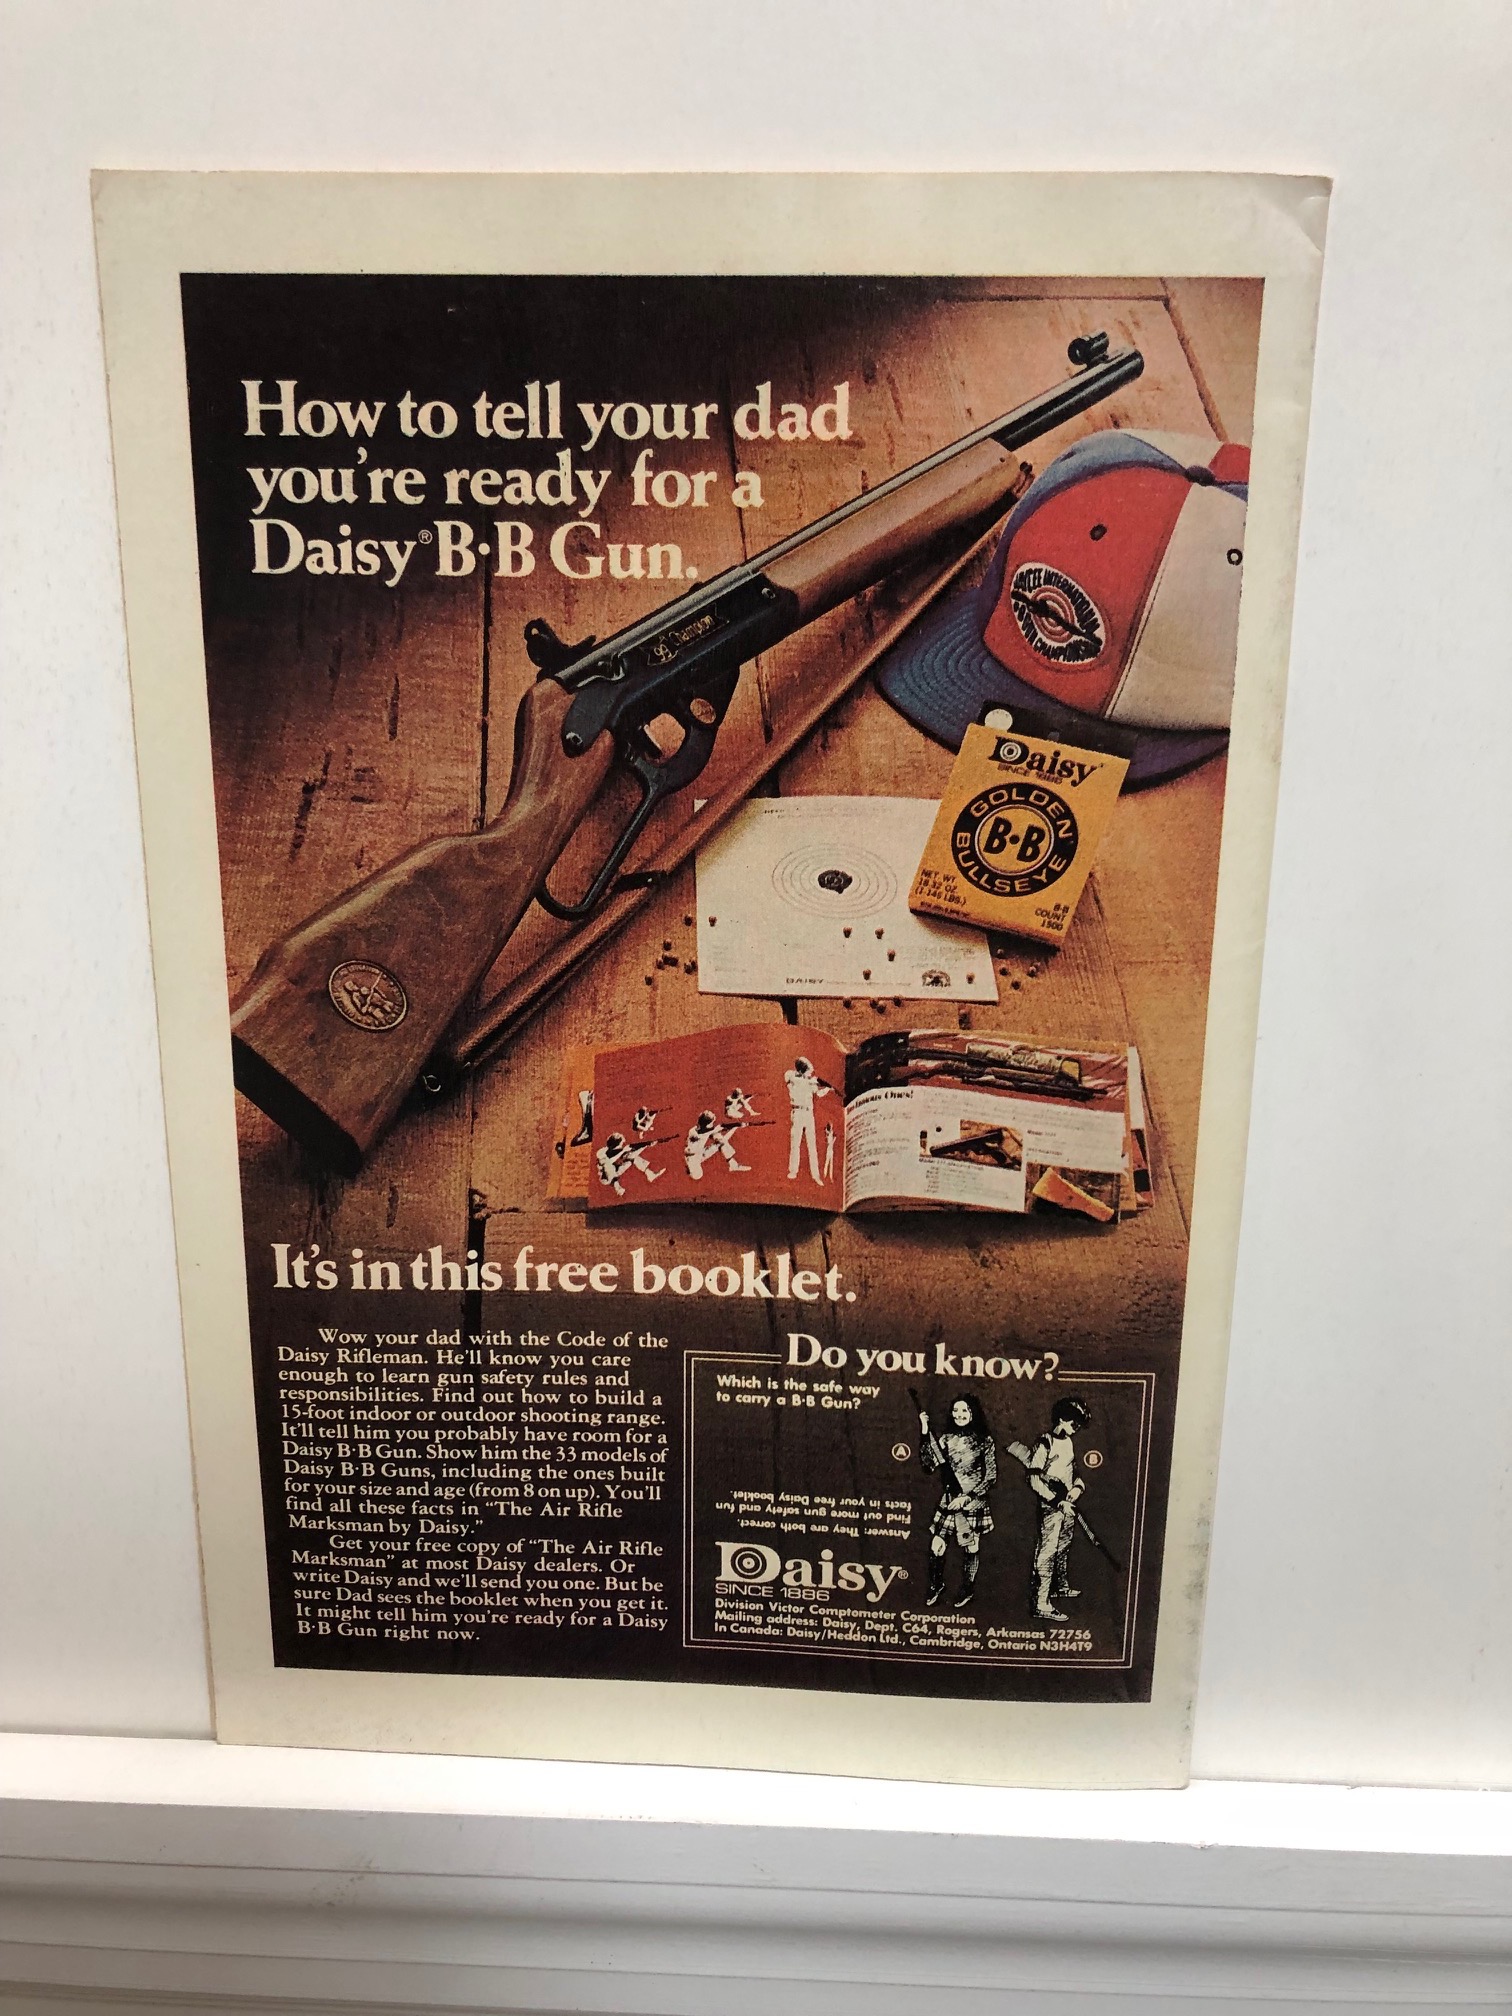 How to tell your dad
you're ready for a
Daisy® B·B Gun.
99 Champion
Daisy
SINCE 1886
GOLDEN
B·B
BULLSEYE
NET WT
B·B
COUNT
1500
DAISY
It's in this free booklet.
Wow your dad with the Code of the
Daisy Rifleman. He'll know you care
enough to learn gun safety rules and
responsibilities. Find out how to build a
15-foot indoor or outdoor shooting range.
It'll tell him you probably have room for a
Daisy B·B Gun. Show him the 33 models of
Daisy B·B Guns, including the ones built
for your size and age (from 8 on up). You'll
find all these facts in "The Air Rifle
Marksman by Daisy."
Get your free copy of "The Air Rifle
Marksman" at most Daisy dealers. Or
write Daisy and we'll send you one. But be
sure Dad sees the booklet when you get it.
It might tell him you're ready for a Daisy
B·B Gun right now.
Do you know?
Which is the safe way
to carry a B·B Gun?
A
B
Answer: They are both correct.
Find out more gun safety and fun
facts in your free Daisy booklet.
Daisy®
SINCE 1886
Division Victor Comptometer Corporation
Mailing address: Daisy, Dept. C64, Rogers, Arkansas 72756
In Canada: Daisy/Heddon Ltd., Cambridge, Ontario N3H4T9